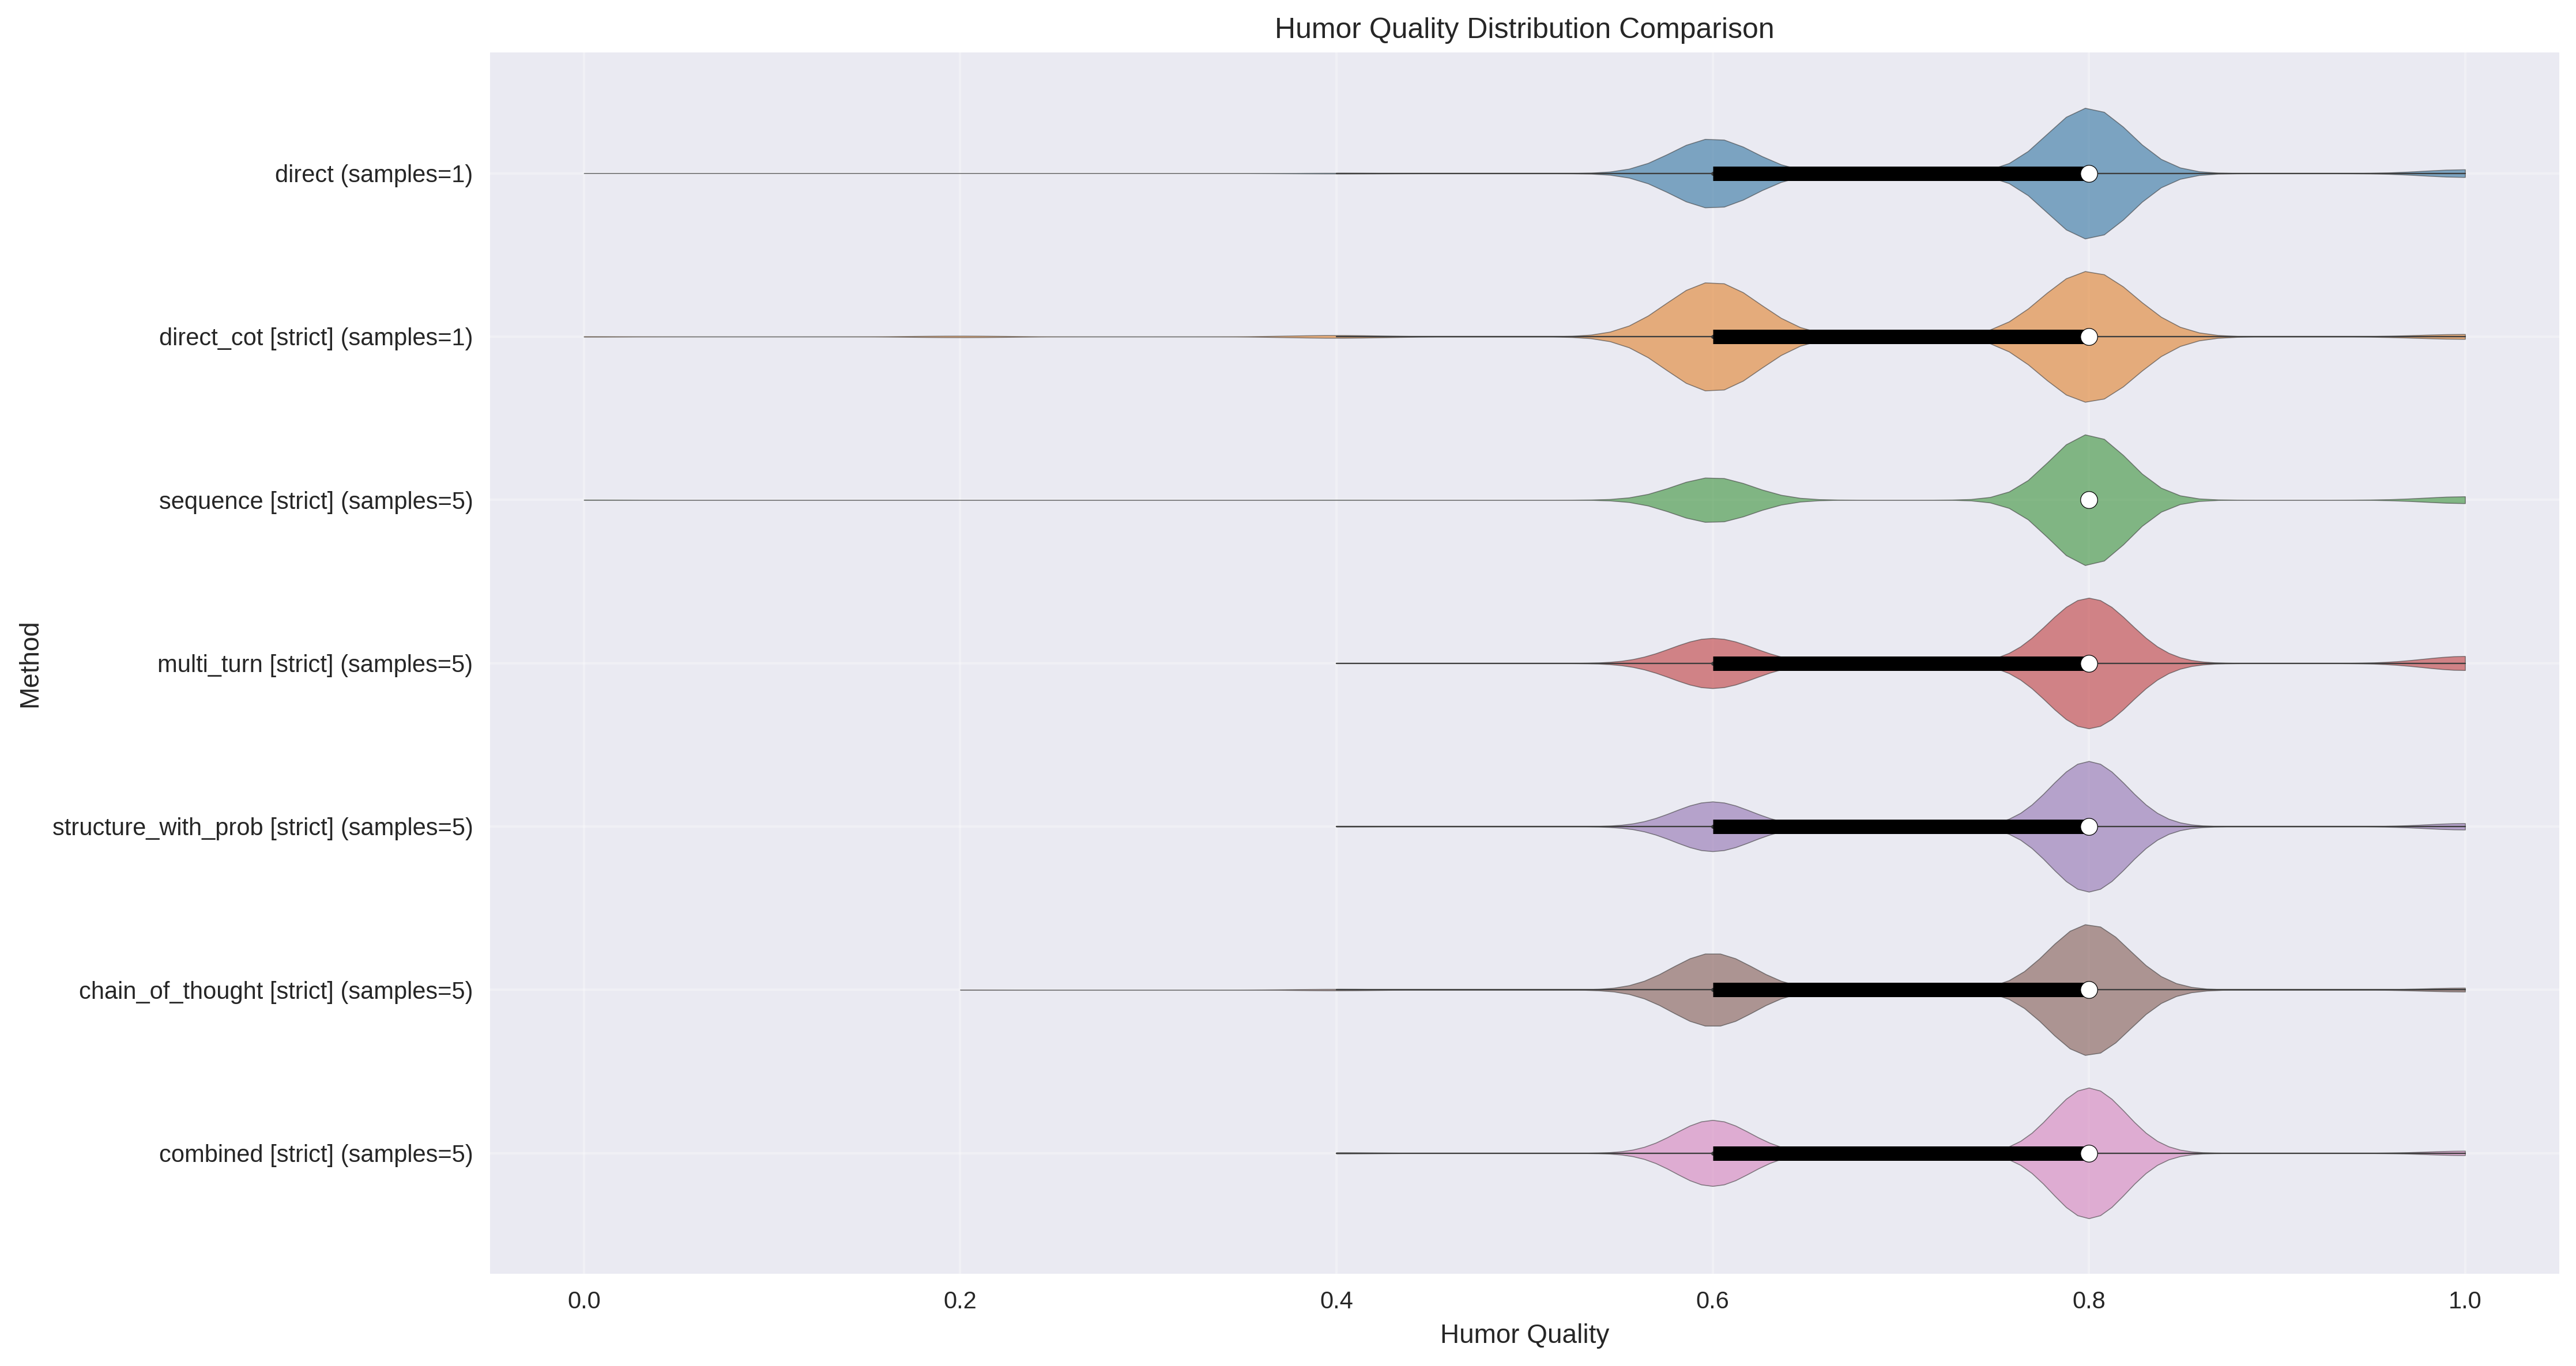 Humor Quality Distribution Comparison
Method
direct (samples=1)
direct_cot [strict] (samples=1)
sequence [strict] (samples=5)
multi_turn [strict] (samples=5)
structure_with_prob [strict] (samples=5)
chain_of_thought [strict] (samples=5)
combined [strict] (samples=5)
0.0 0.2 0.4 0.6 0.8 1.0
Humor Quality